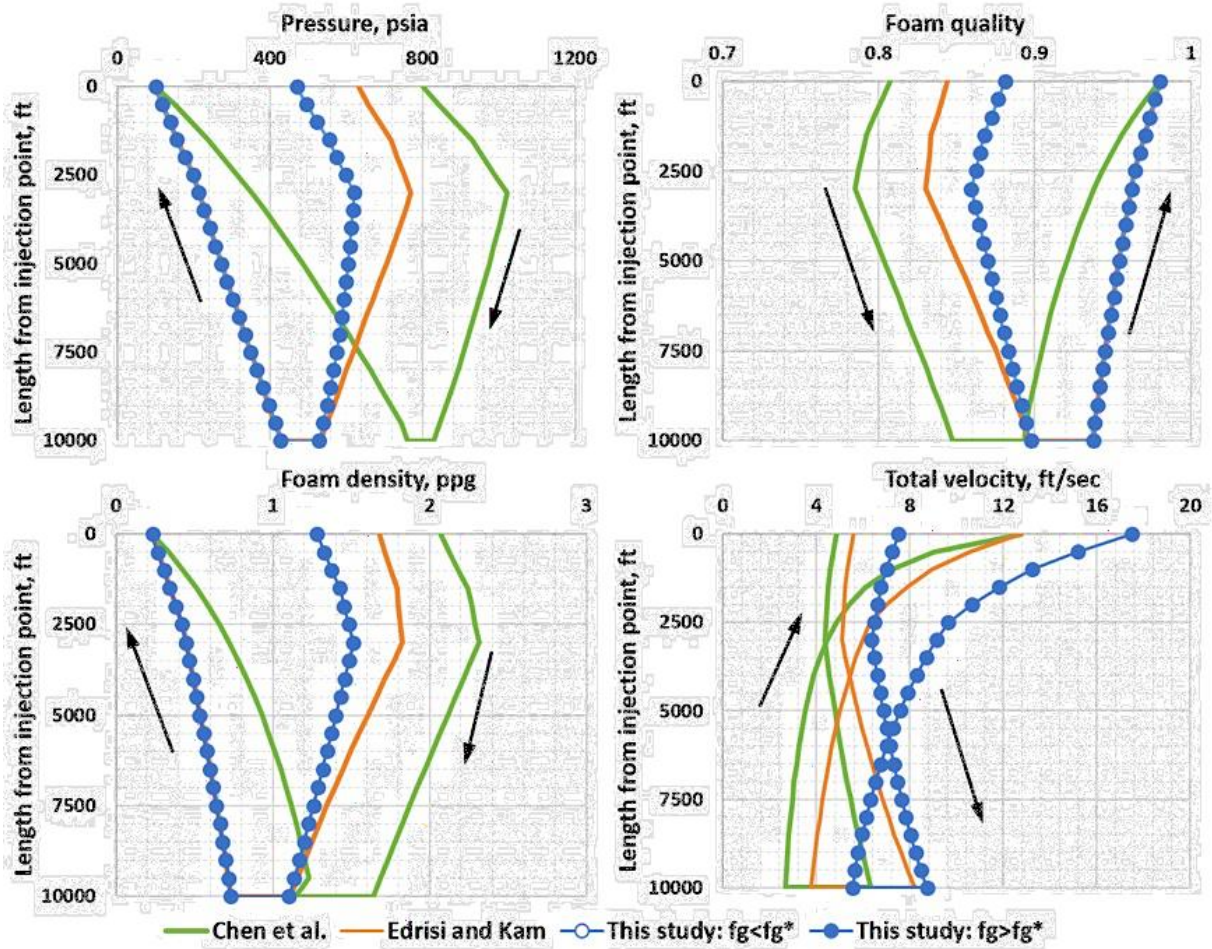 Pressure, psia
0 400 800 1200
Length from injection point, ft
0
2500
5000
7500
10000
Foam quality
0.7 0.8 0.9 1
Length from injection point, ft
0
2500
5000
7500
10000
Foam density, ppg
0 1 2 3
Length from injection point, ft
0
2500
5000
7500
10000
Total velocity, ft/sec
0 4 8 12 16 20
Length from injection point, ft
0
2500
5000
7500
10000
Chen et al. Edrisi and Kam This study: fg<fg* This study: fg>fg*